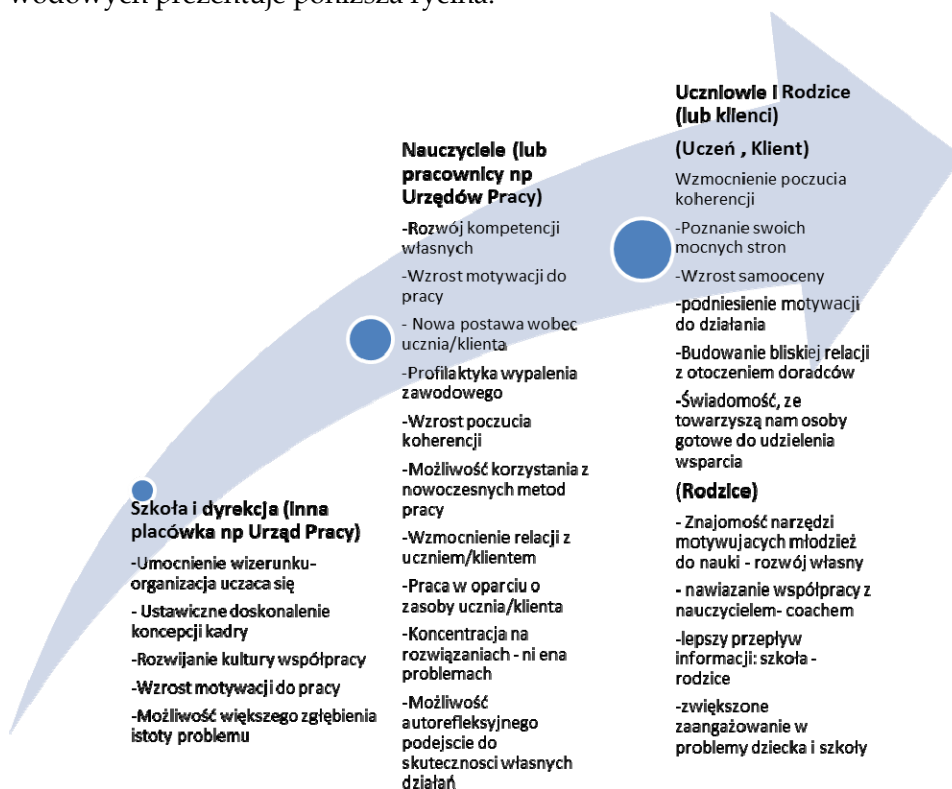 wodowych prezentuje poniższa rycina.
Szkoła i dyrekcja (inna
placówka np Urząd Pracy)
-Umocnienie wizerunku-
organizacja uczaca się
- Ustawiczne doskonalenie
koncepcji kadry
-Rozwijanie kultury współpracy
-Wzrost motywacji do pracy
-Możliwość większego zgłębienia
istoty problemu
Nauczyciele (lub
pracownicy np
Urzędów Pracy)
-Rozwój kompetencji
własnych
-Wzrost motywacji do
pracy
- Nowa postawa wobec
ucznia/klienta
-Profilaktyka wypalenia
zawodowego
-Wzrost poczucia
koherencji
-Możliwość korzystania z
nowoczesnych metod
pracy
-Wzmocnienie relacji z
uczniem/klientem
-Praca w oparciu o
zasoby ucznia/klienta
-Koncentracja na
rozwiązaniach - ni ena
problemach
-Możliwość
autorefleksyjnego
podejscie do
skutecznosci własnych
działań
Uczniowie i Rodzice
(lub klienci)
(Uczeń , Klient)
Wzmocnienie poczucia
koherencji
-Poznanie swoich
mocnych stron
-Wzrost samooceny
-podniesienie motywacji
do działania
-Budowanie bliskiej relacji
z otoczeniem doradców
-Świadomość, ze
towarzyszą nam osoby
gotowe do udzielenia
wsparcia
(Rodzice)
- Znajomość narzędzi
motywujacych młodzież
do nauki - rozwój własny
- nawiazanie współpracy z
nauczycielem- coachem
-lepszy przepływ
informacji: szkoła -
rodzice
-zwiększone
zaangażowanie w
problemy dziecka i szkoły